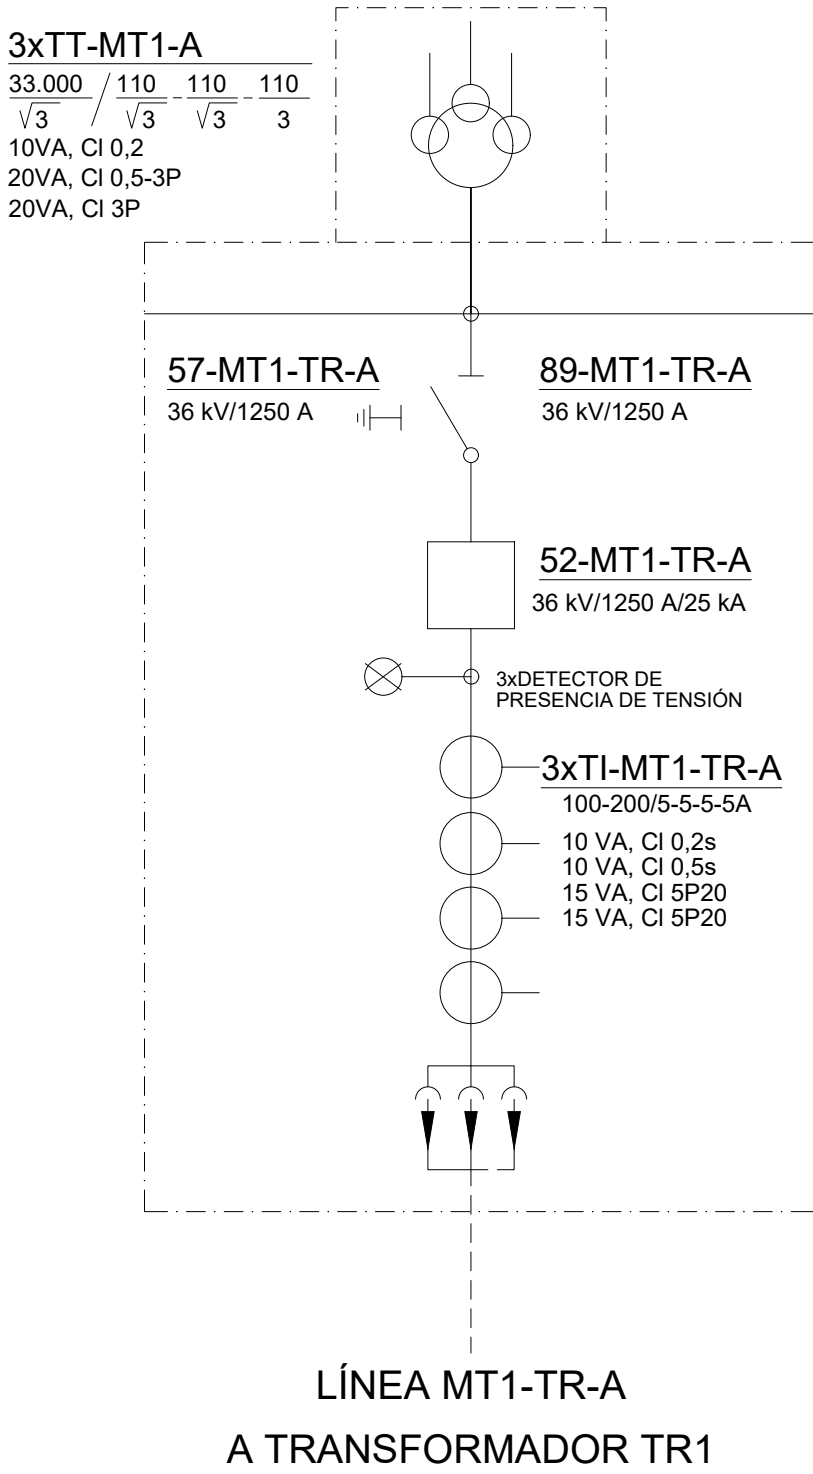 3xTT-MT1-A
33.000/√3 / 110/√3 - 110/√3 - 110/3
10VA, Cl 0,2
20VA, Cl 0,5-3P
20VA, Cl 3P
57-MT1-TR-A
36 kV/1250 A
89-MT1-TR-A
36 kV/1250 A
52-MT1-TR-A
36 kV/1250 A/25 kA
3xDETECTOR DE
PRESENCIA DE TENSIÓN
3xTI-MT1-TR-A
100-200/5-5-5-5A
10 VA, Cl 0,2s
10 VA, Cl 0,5s
15 VA, Cl 5P20
15 VA, Cl 5P20
LÍNEA MT1-TR-A
A TRANSFORMADOR TR1